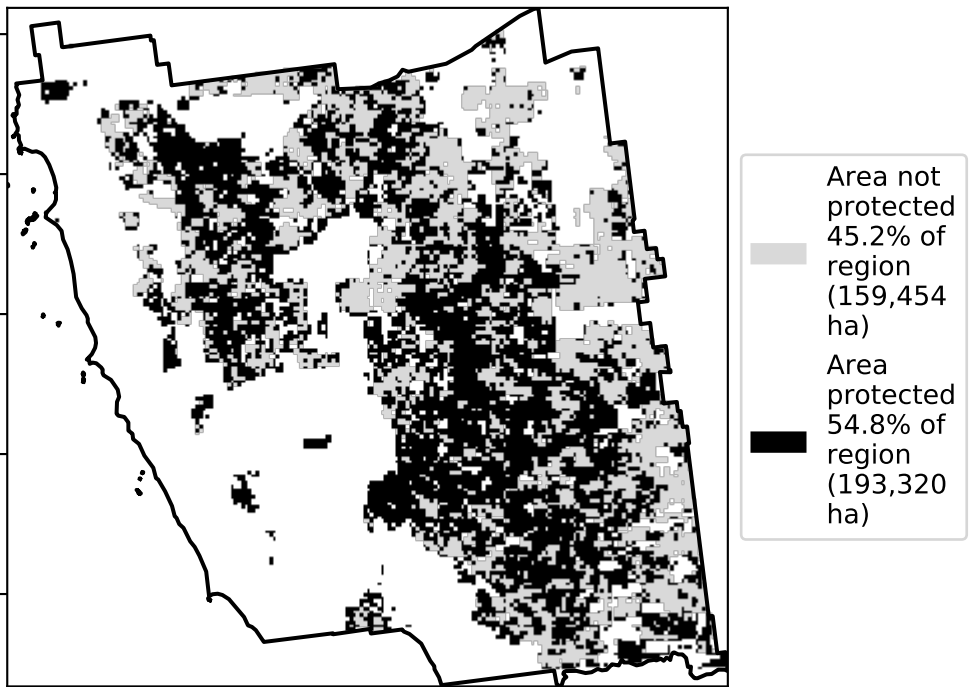 Area not
protected
45.2% of
region
(159,454
ha)
Area
protected
54.8% of
region
(193,320
ha)